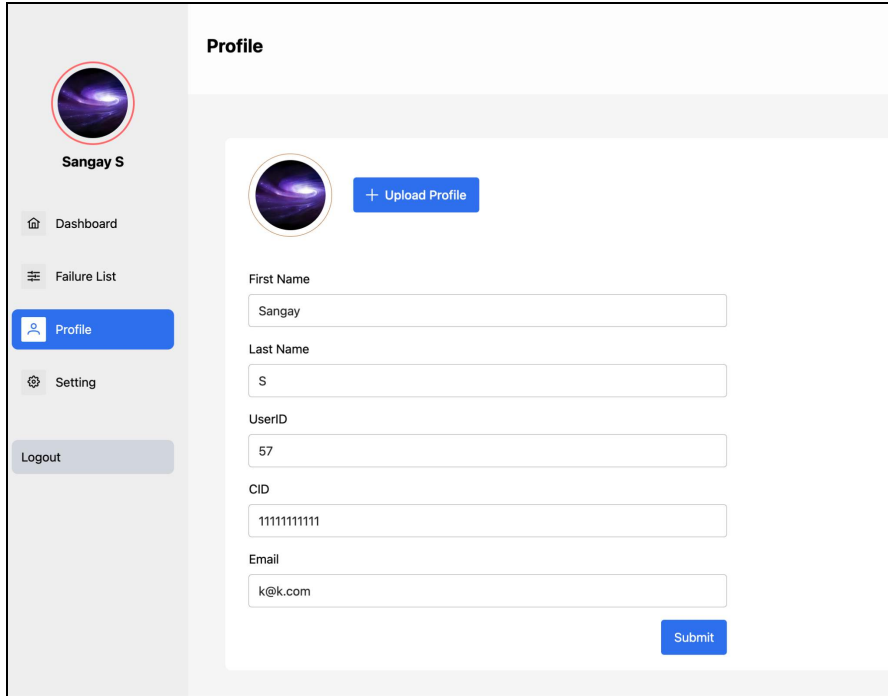 Profile
Sangay S
Dashboard
Failure List
Profile
Setting
Logout
+ Upload Profile
First Name
Sangay
Last Name
S
UserID
57
CID
11111111111
Email
k@k.com
Submit